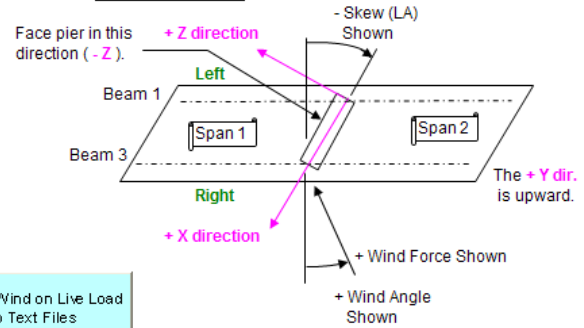 - Skew (LA)
Shown
Face pier in this
direction ( - Z ).
+ Z direction
Left
Beam 1
Span 1
Span 2
Beam 3
Right
The + Y dir.
is upward.
+ X direction
+ Wind Force Shown
+ Wind Angle
Shown
Wind on Live Load
Text Files